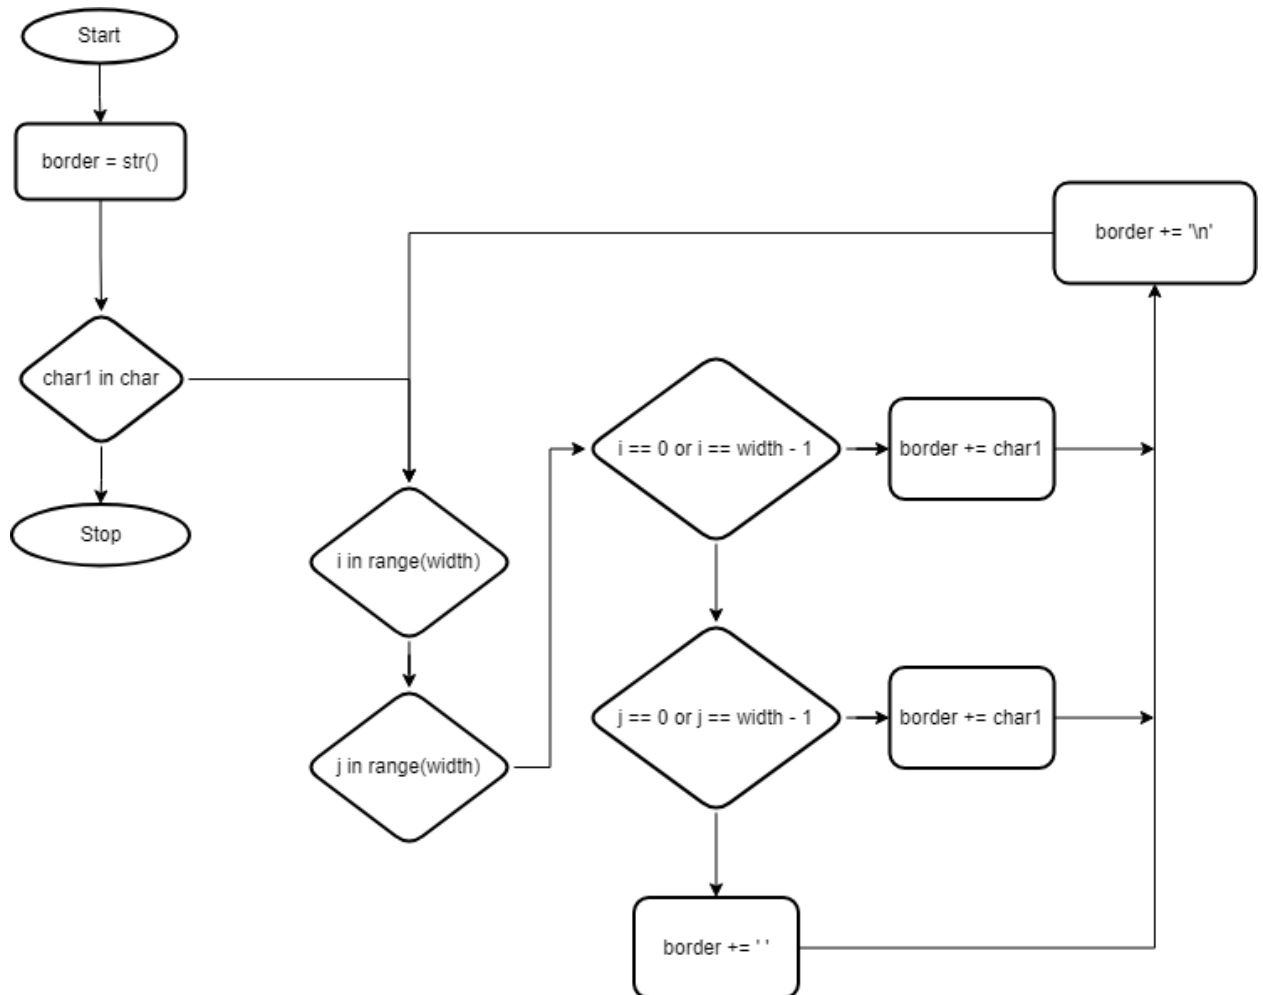 Start
border = str()
border += '\n'
char1 in char
i == 0 or i == width - 1
border += char1
Stop
i in range(width)
j == 0 or j == width - 1
border += char1
j in range(width)
border += ' '